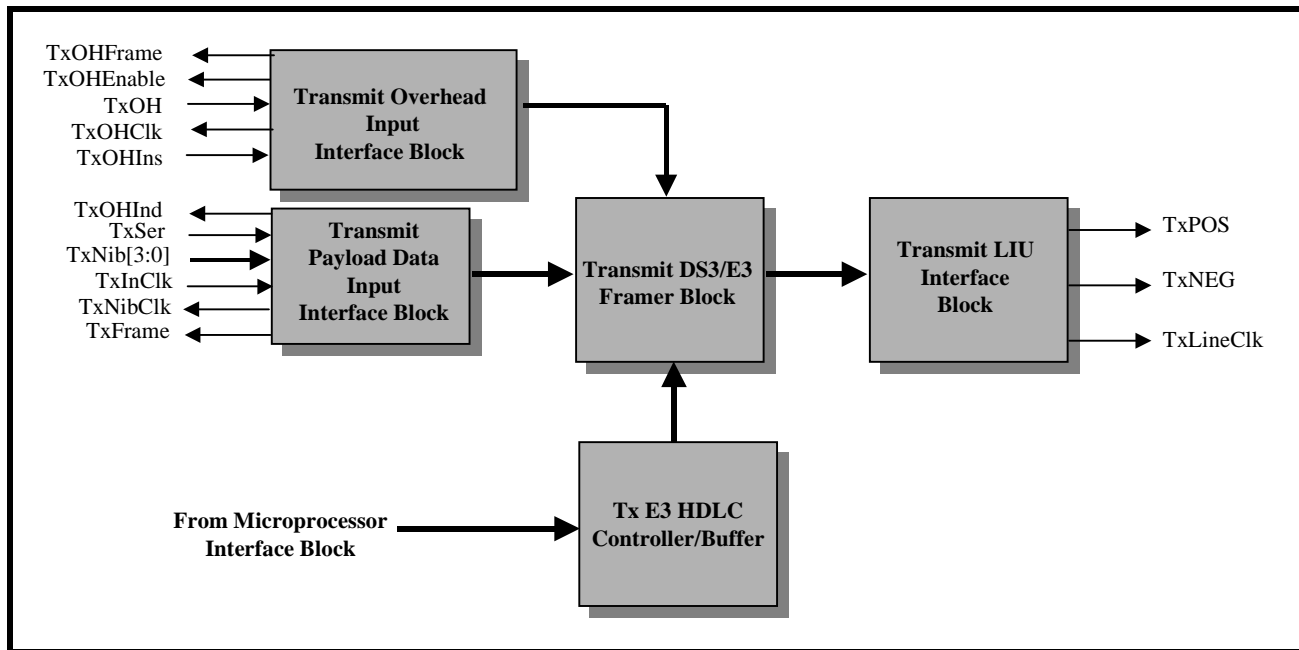 TxOHFrame
TxOHEnable
TxOH
TxOHClk
TxOHIns
Transmit Overhead
Input
Interface Block
TxOHInd
TxSer
TxNib[3:0]
TxInClk
TxNibClk
TxFrame
Transmit
Payload Data
Input
Interface Block
Transmit DS3/E3
Framer Block
Transmit LIU
Interface
Block
TxPOS
TxNEG
TxLineClk
From Microprocessor
Interface Block
Tx E3 HDLC
Controller/Buffer